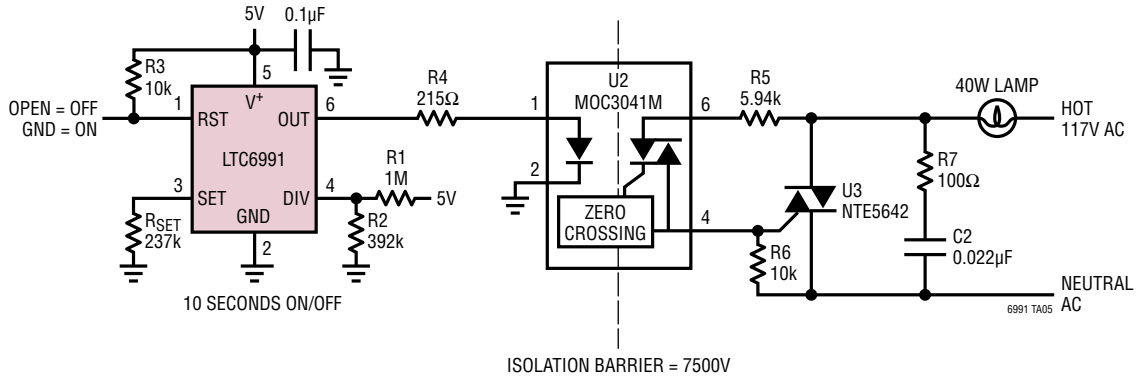 5V
0.1µF
R3
10k
OPEN = OFF
GND = ON
1
5
6
V+
RST
OUT
LTC6991
3
4
SET
DIV
GND
2
RSET
237k
R1
1M
5V
R2
392k
10 SECONDS ON/OFF
R4
215Ω
U2
MOC3041M
1
2
6
4
ZERO
CROSSING
R5
5.94k
40W LAMP
HOT
117V AC
R7
100Ω
U3
NTE5642
R6
10k
C2
0.022µF
NEUTRAL
AC
6991 TA05
ISOLATION BARRIER = 7500V